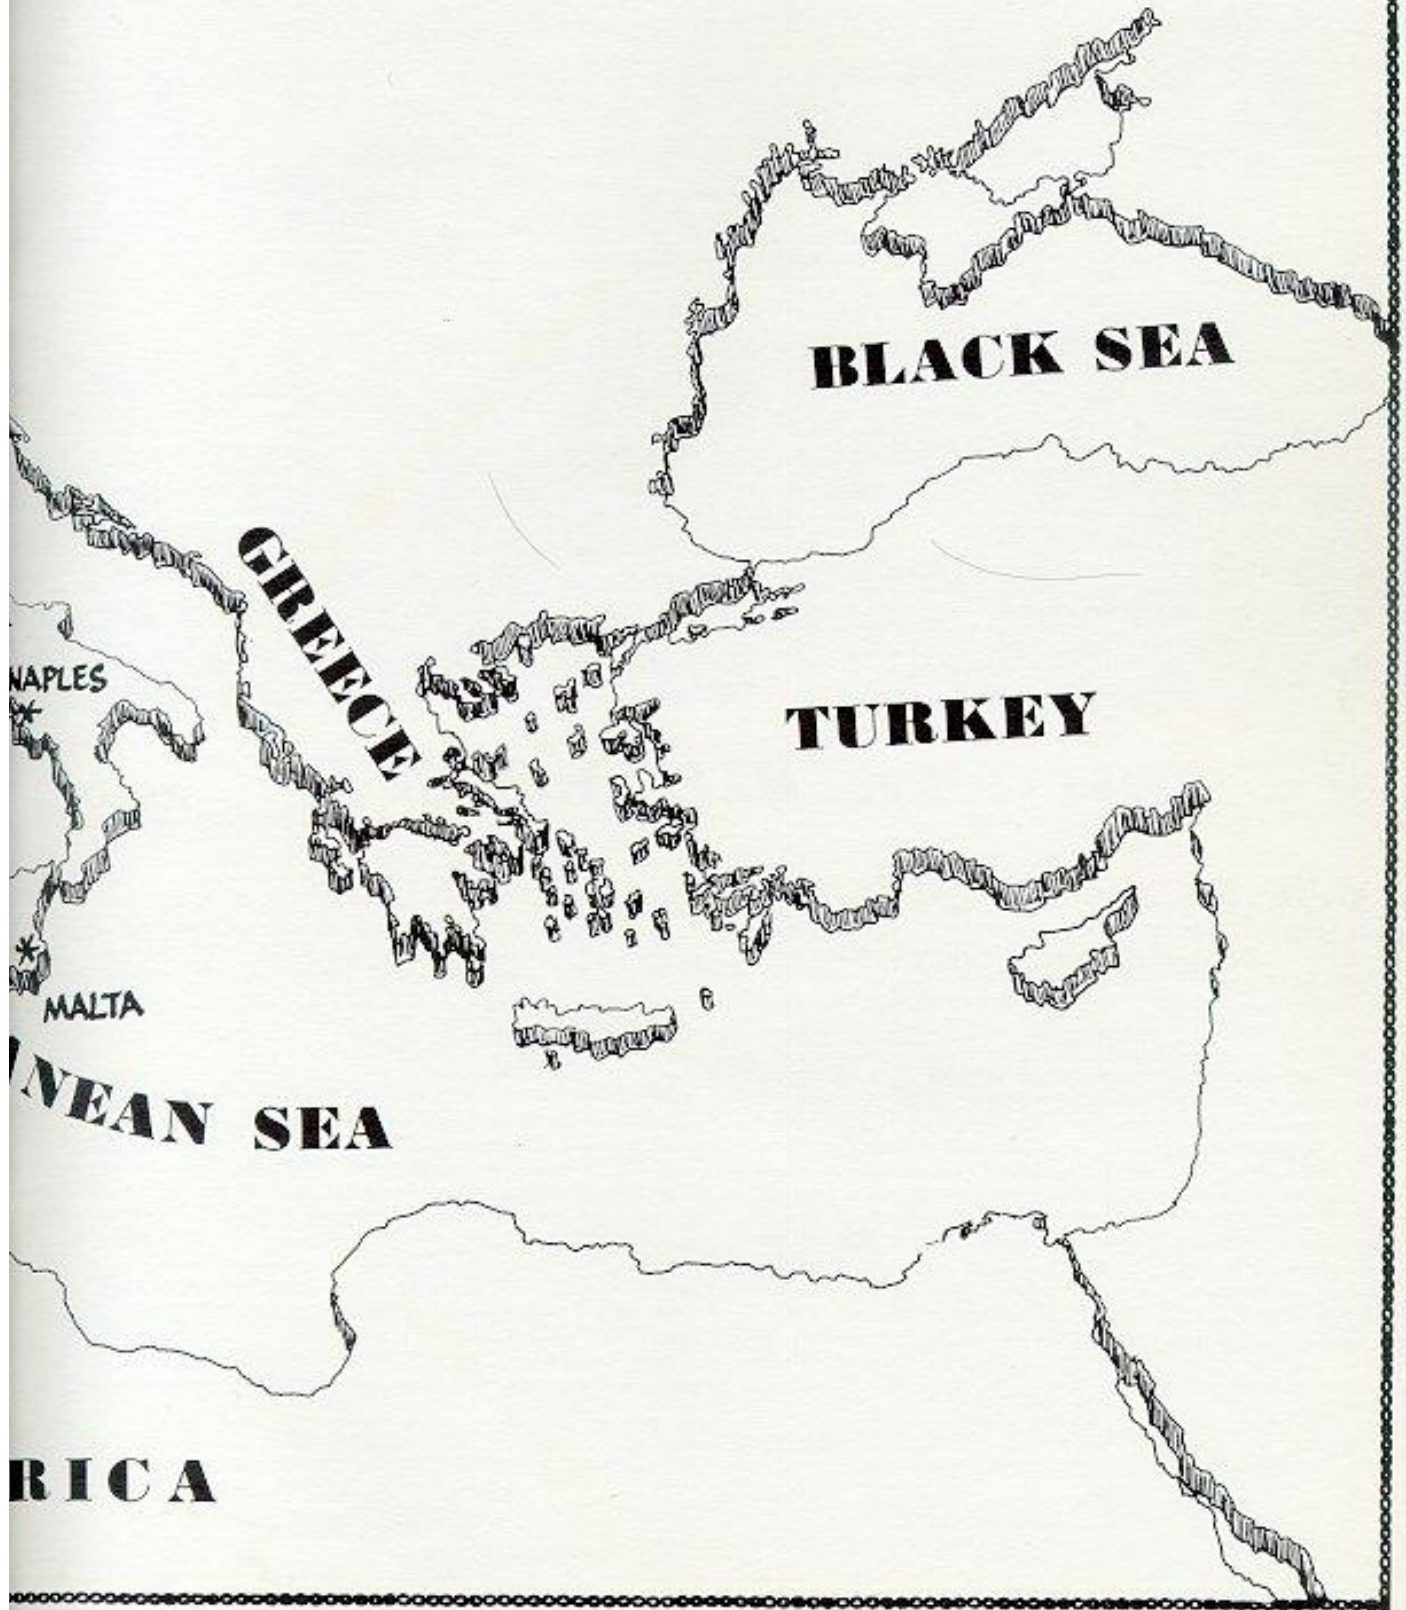 BLACK SEA
GREECE
NAPLES
TURKEY
MALTA
NEAN SEA
RICA